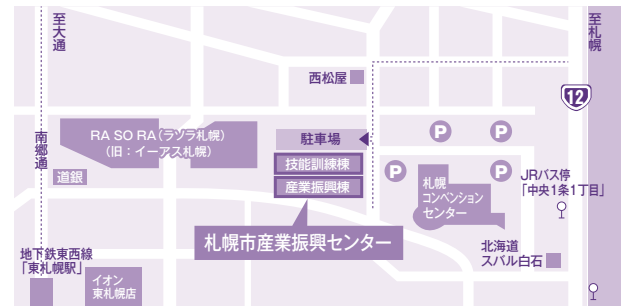 至大通
至札幌
西松屋
12
南郷通
RA SO RA(ラソラ札幌)
(旧：イーアス札幌)
駐車場
P
P
道銀
技能訓練棟
産業振興棟
P
P
札幌
コンベンション
センター
JRバス停
「中央1条1丁目」
札幌市産業振興センター
地下鉄東西線
「東札幌駅」
イオン
東札幌店
北海道
スバル白石